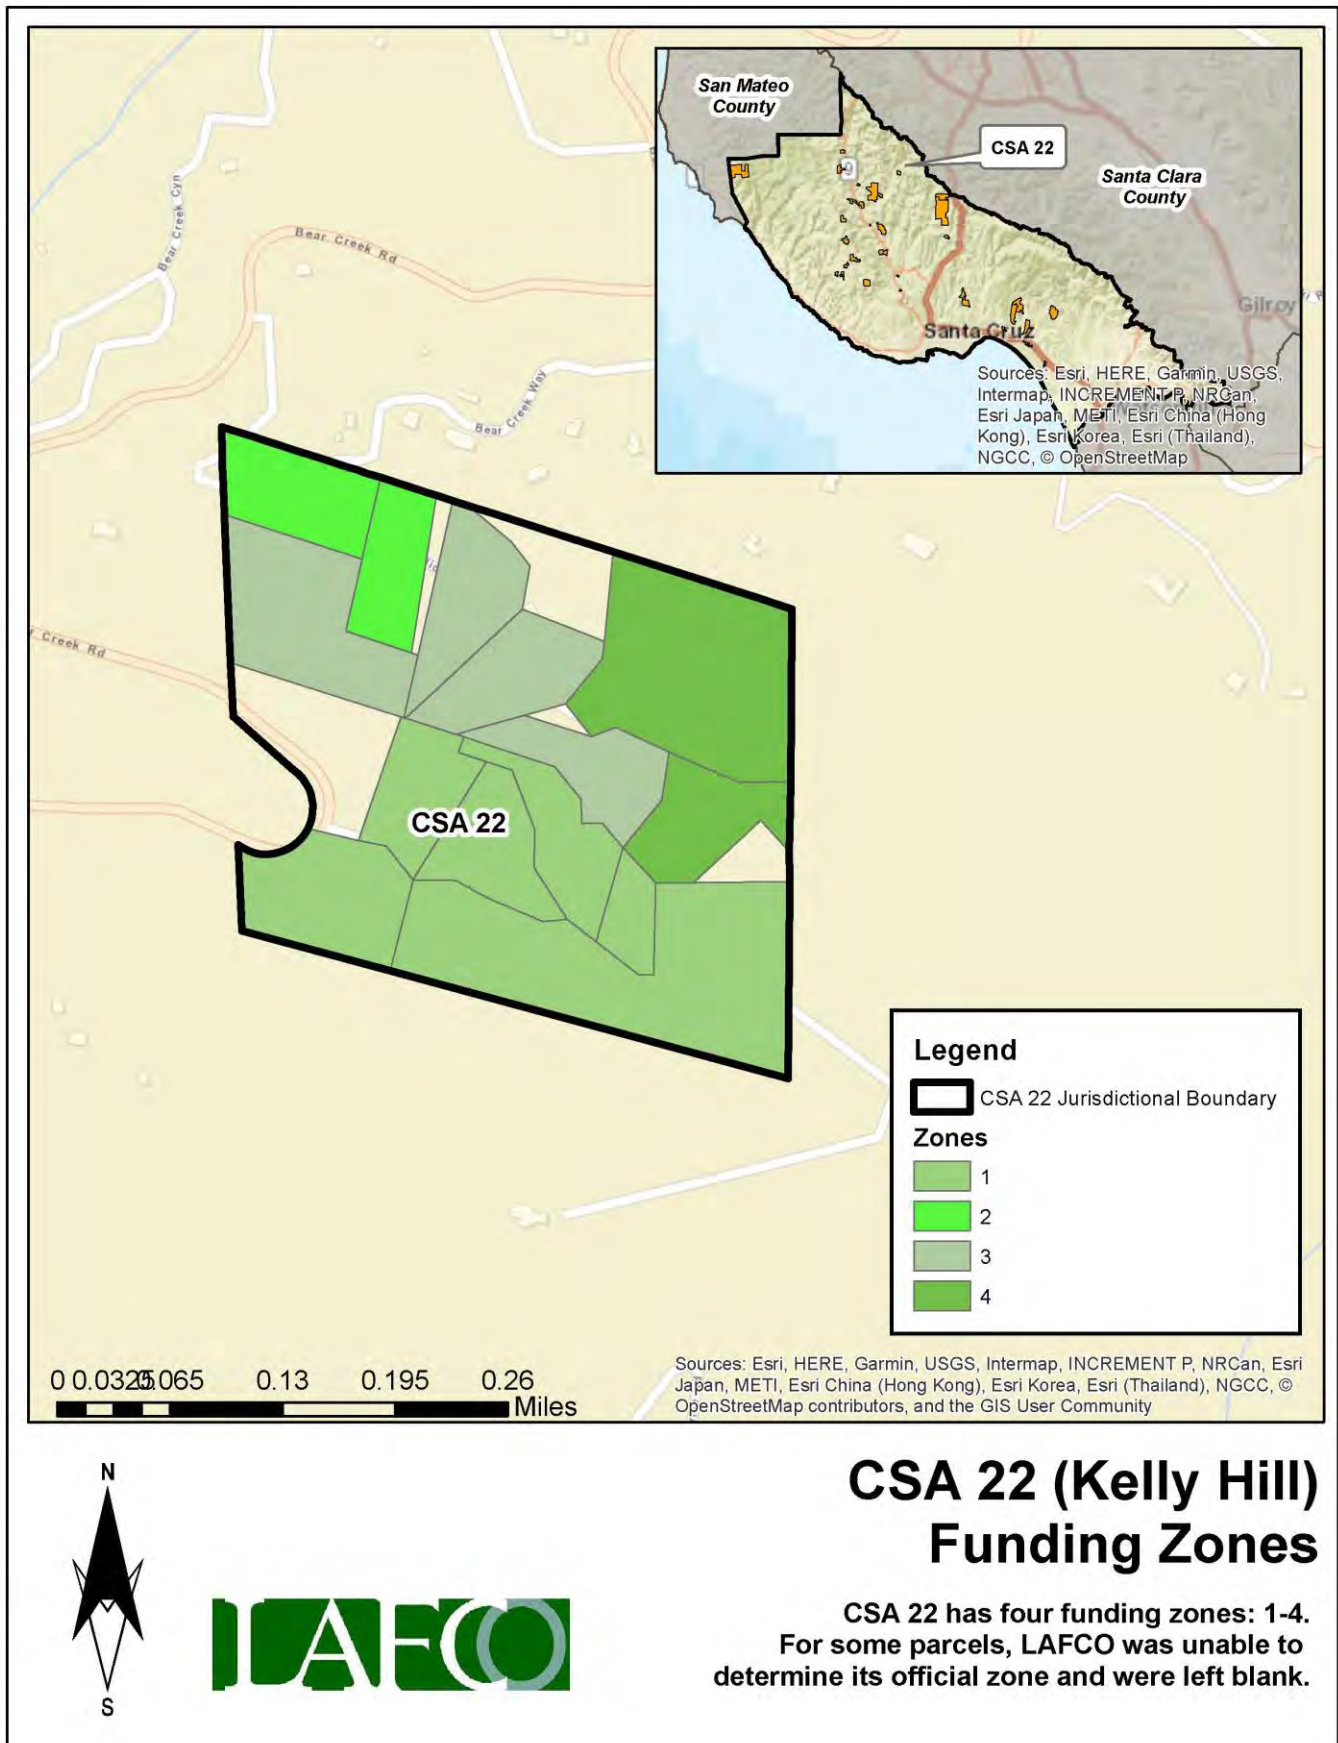 San Mateo
County
CSA 22
9
Santa Clara
County
Gilroy
Santa Cruz
Sources: Esri, HERE, Garmin, USGS,
Intermap, INCREMENT P, NRCan,
Esri Japan, METI, Esri China (Hong
Kong), Esri Korea, Esri (Thailand),
NGCC, © OpenStreetMap
Bear Creek Cyn
Bear Creek Rd
Bear Creek Way
Creek Rd
CSA 22
Legend
CSA 22 Jurisdictional Boundary
Zones
1
2
3
4
0 0.0325 0.065 0.13 0.195 0.26
Miles
Sources: Esri, HERE, Garmin, USGS, Intermap, INCREMENT P, NRCan, Esri
Japan, METI, Esri China (Hong Kong), Esri Korea, Esri (Thailand), NGCC, ©
OpenStreetMap contributors, and the GIS User Community
N
S
LAFCO
CSA 22 (Kelly Hill)
Funding Zones
CSA 22 has four funding zones: 1-4.
For some parcels, LAFCO was unable to
determine its official zone and were left blank.